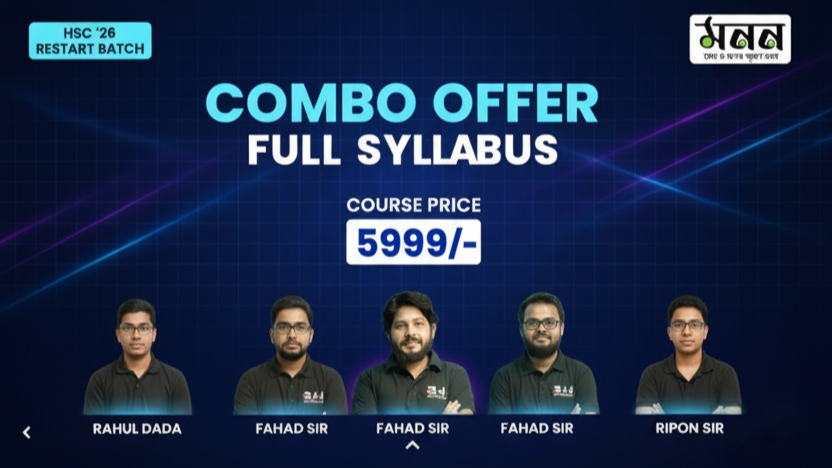 HSC '26
RESTART BATCH
মনন
COMBO OFFER
FULL SYLLABUS
COURSE PRICE
5999/-
RAHUL DADA
FAHAD SIR
FAHAD SIR
FAHAD SIR
RIPON SIR